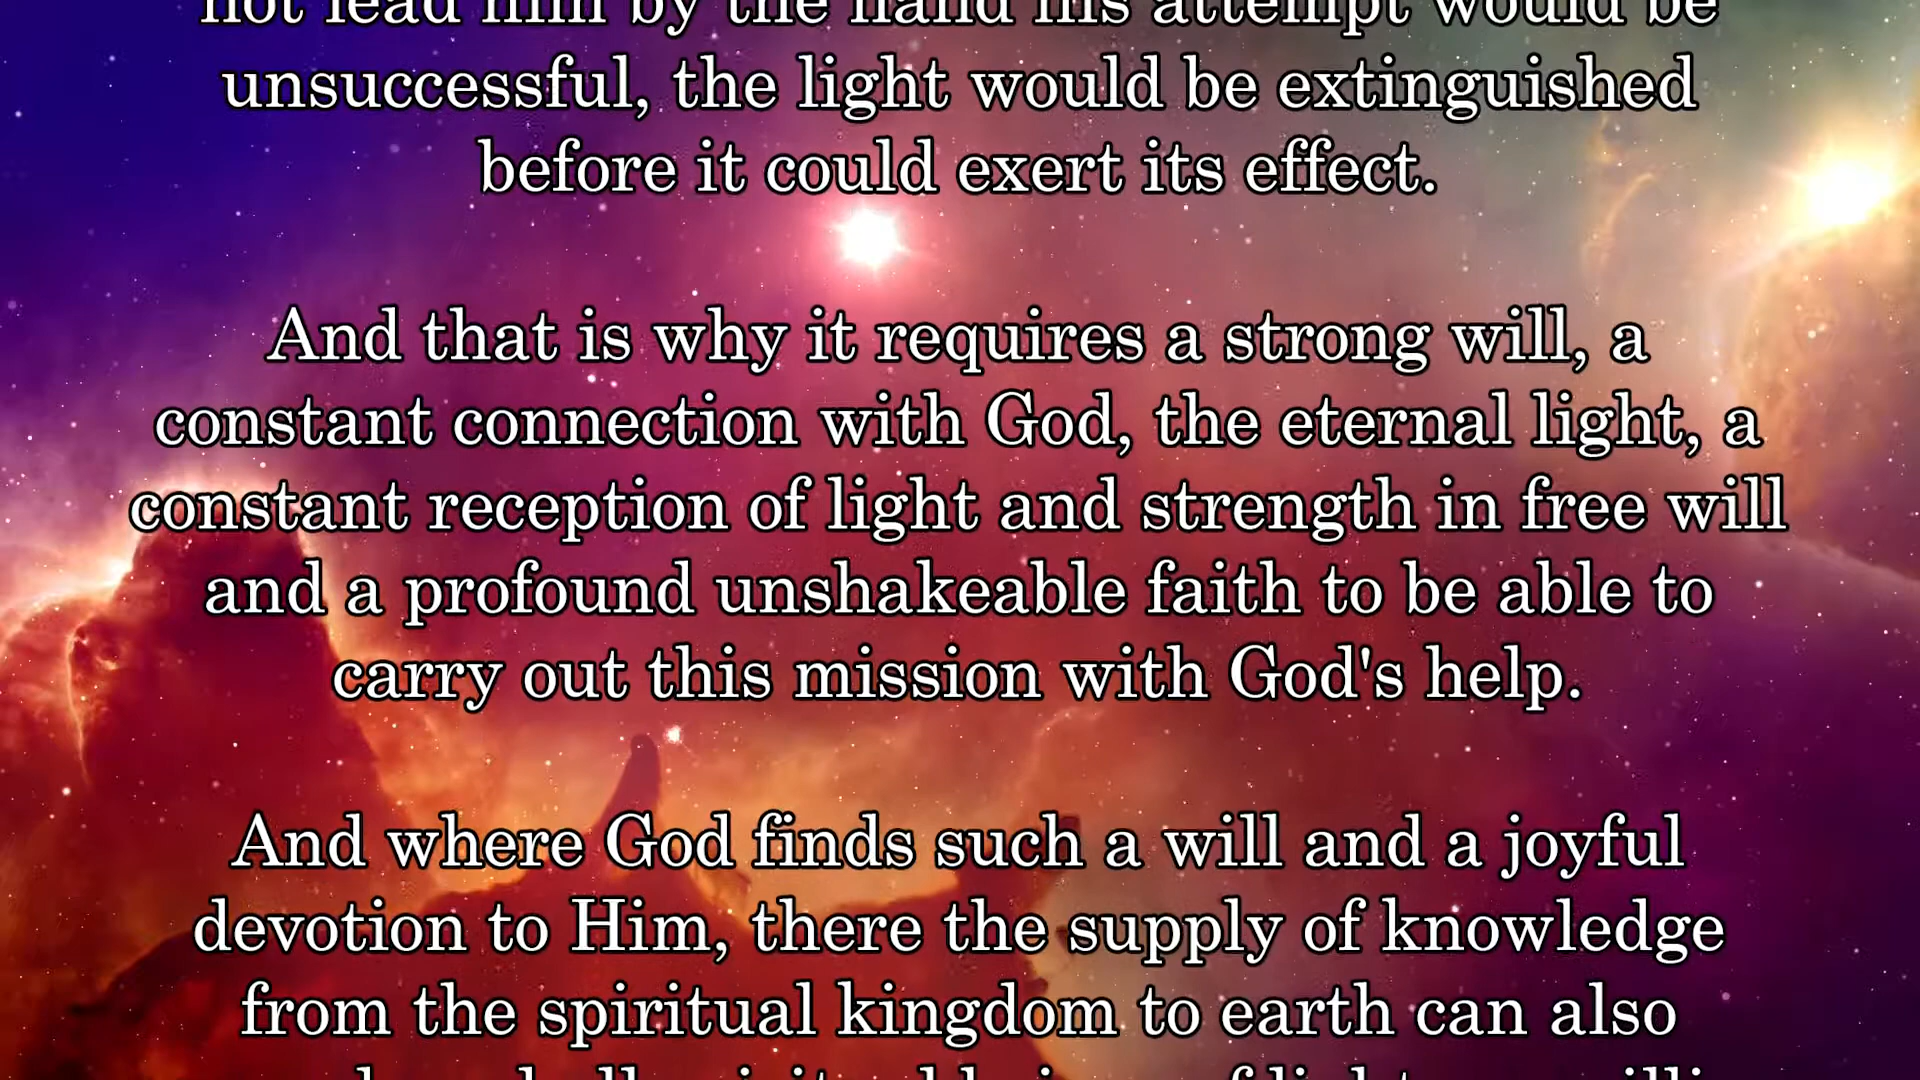 not lead him by the hand his attempt would be
unsuccessful, the light would be extinguished
before it could exert its effect.
And that is why it requires a strong will, a
constant connection with God, the eternal light, a
constant reception of light and strength in free will
and a profound unshakeable faith to be able to
carry out this mission with God's help.
And where God finds such a will and a joyful
devotion to Him, there the supply of knowledge
from the spiritual kingdom to earth can also